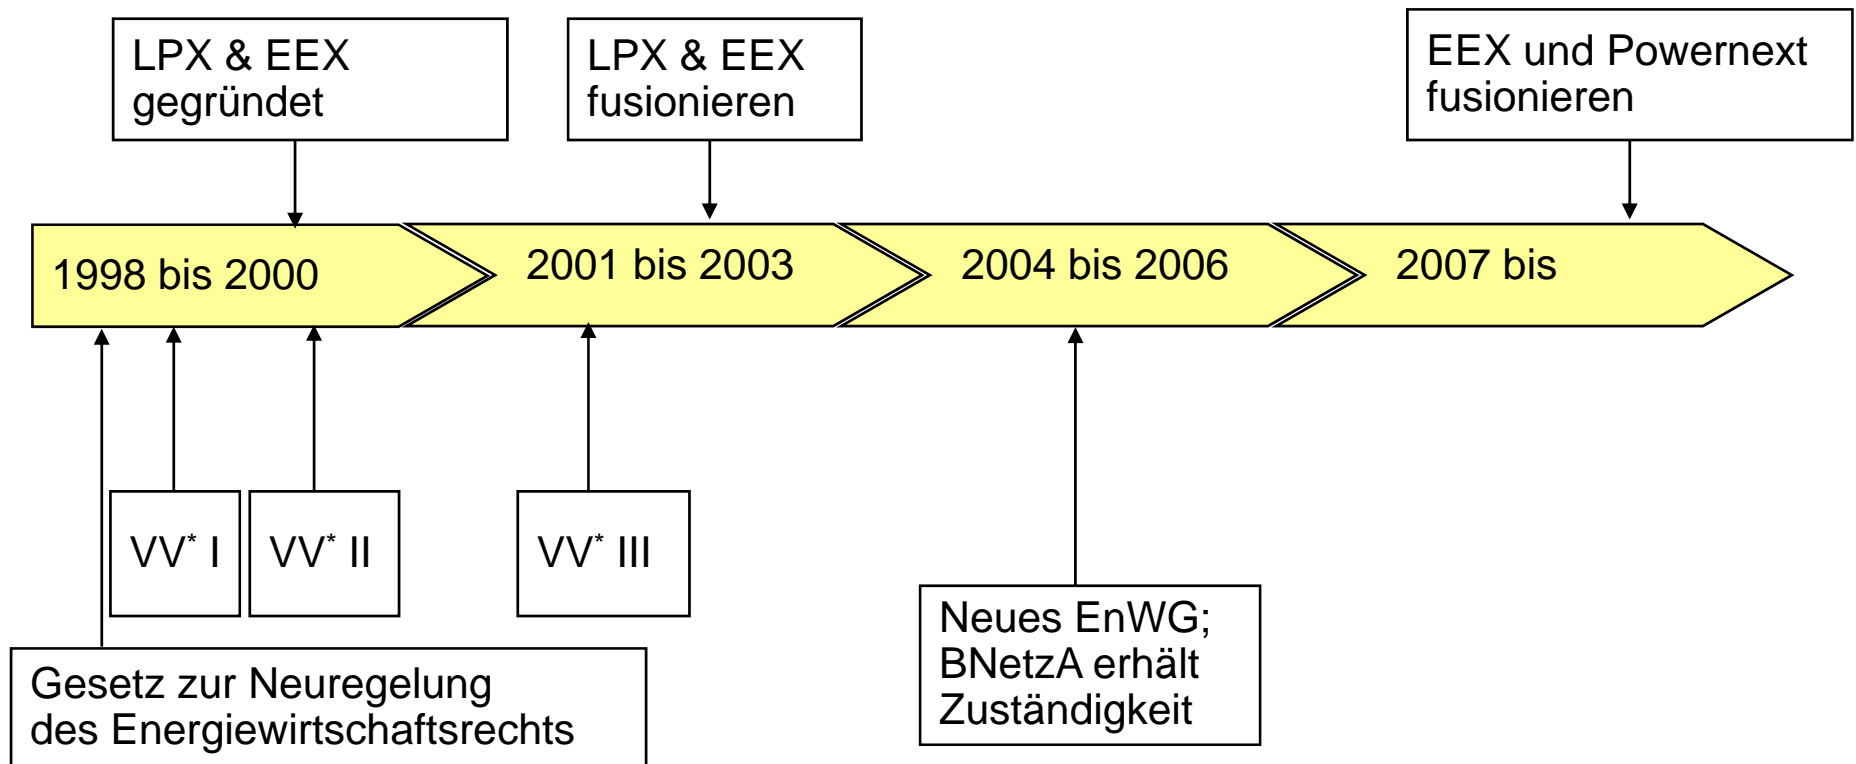 LPX & EEX
gegründet
LPX & EEX
fusionieren
EEX und Powernext
fusionieren
1998 bis 2000
2001 bis 2003
2004 bis 2006
2007 bis
VV* I
VV* II
VV* III
Neues EnWG;
BNetzA erhält
Zuständigkeit
Gesetz zur Neuregelung
des Energiewirtschaftsrechts